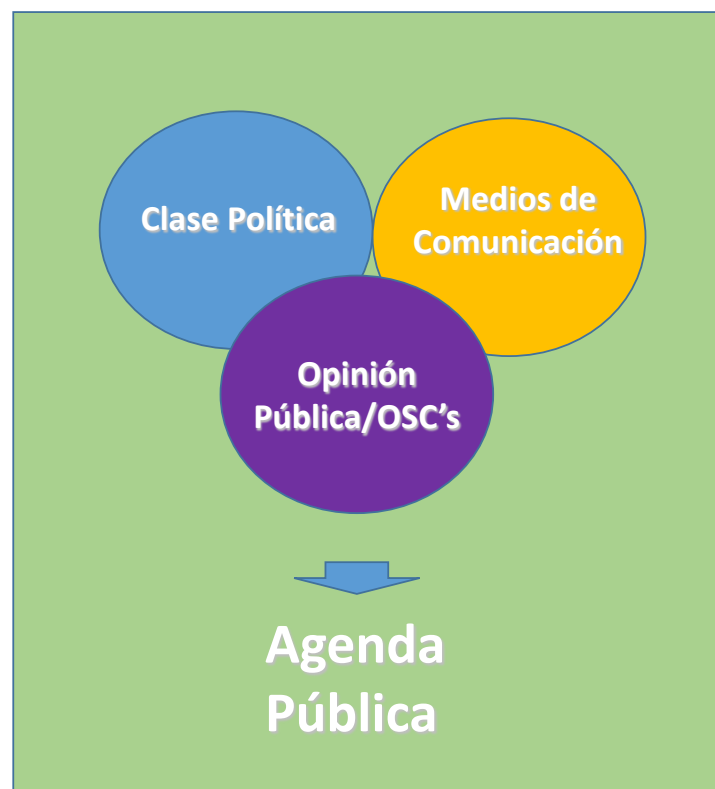 Clase Política
Medios de
Comunicación
Opinión
Pública/OSC’s
Agenda
Pública